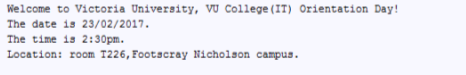 Welcome to Victoria University, VU College(IT) Orientation Day!
The date is 23/02/2017.
The time is 2:30pm.
Location: room T226,Footscray Nicholson campus.